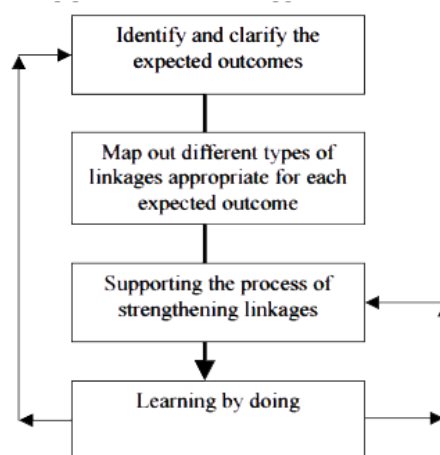 Identify and clarify the
expected outcomes
Map out different types of
linkages appropriate for each
expected outcome
Supporting the process of
strengthening linkages
Learning by doing